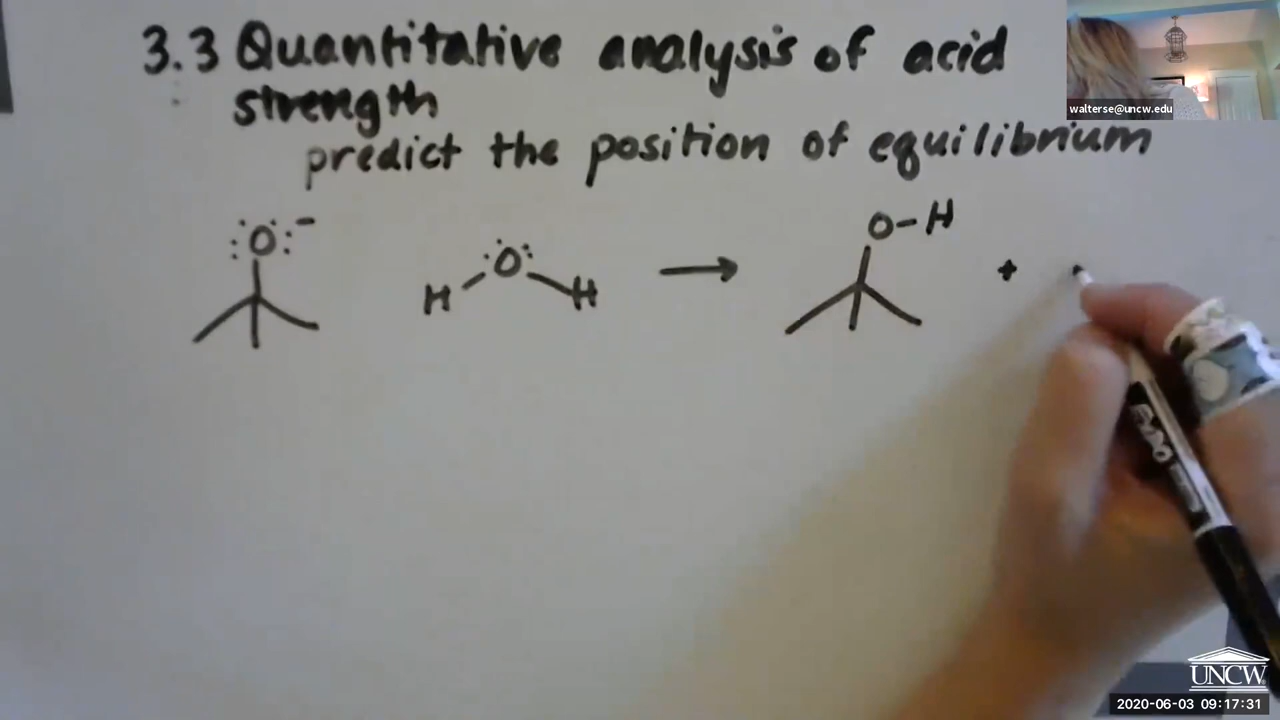 3.3 Quantitative analysis of acid
strength
predict the position of equilibrium
walterse@uncw.edu
:Ö:⁻ H :Ö: H → O-H +
EXPO
UNCW
2020-06-03 09:17:31